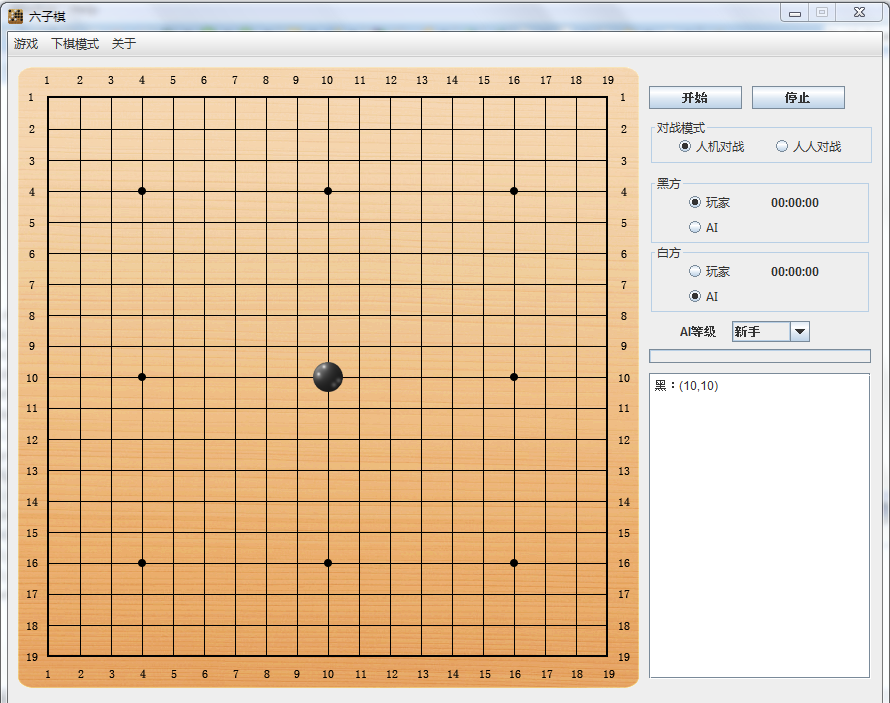 六子棋
游戏 下棋模式 关于
1 2 3 4 5 6 7 8 9 10 11 12 13 14 15 16 17 18 19
1 1
2 2
3 3
4 4
5 5
6 6
7 7
8 8
9 9
10 10
11 11
12 12
13 13
14 14
15 15
16 16
17 17
18 18
19 19
1 2 3 4 5 6 7 8 9 10 11 12 13 14 15 16 17 18 19
开始 停止
对战模式
人机对战 人人对战
黑方
玩家 00:00:00
AI
白方
玩家 00:00:00
AI
AI等级 新手
黑：(10,10)